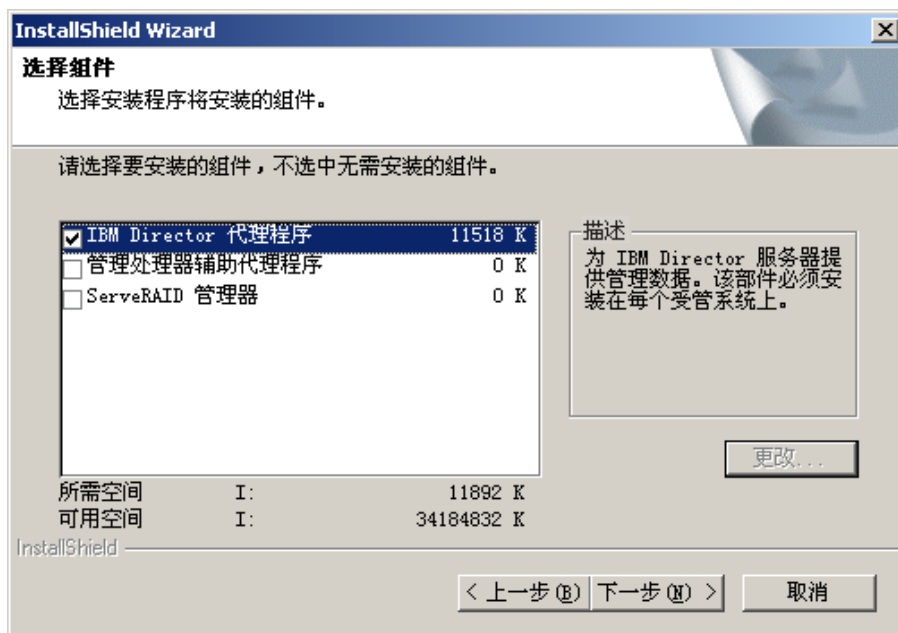 InstallShield Wizard
选择组件
选择安装程序将安装的组件。
请选择要安装的组件，不选中无需安装的组件。
IBM Director 代理程序 11518 K
管理处理器辅助代理程序 0 K
ServeRAID 管理器 0 K
描述
为 IBM Director 服务器提
供管理数据。该部件必须安
装在每个受管系统上。
更改...
所需空间 I: 11892 K
可用空间 I: 34184832 K
InstallShield
< 上一步(B) 下一步(N) > 取消